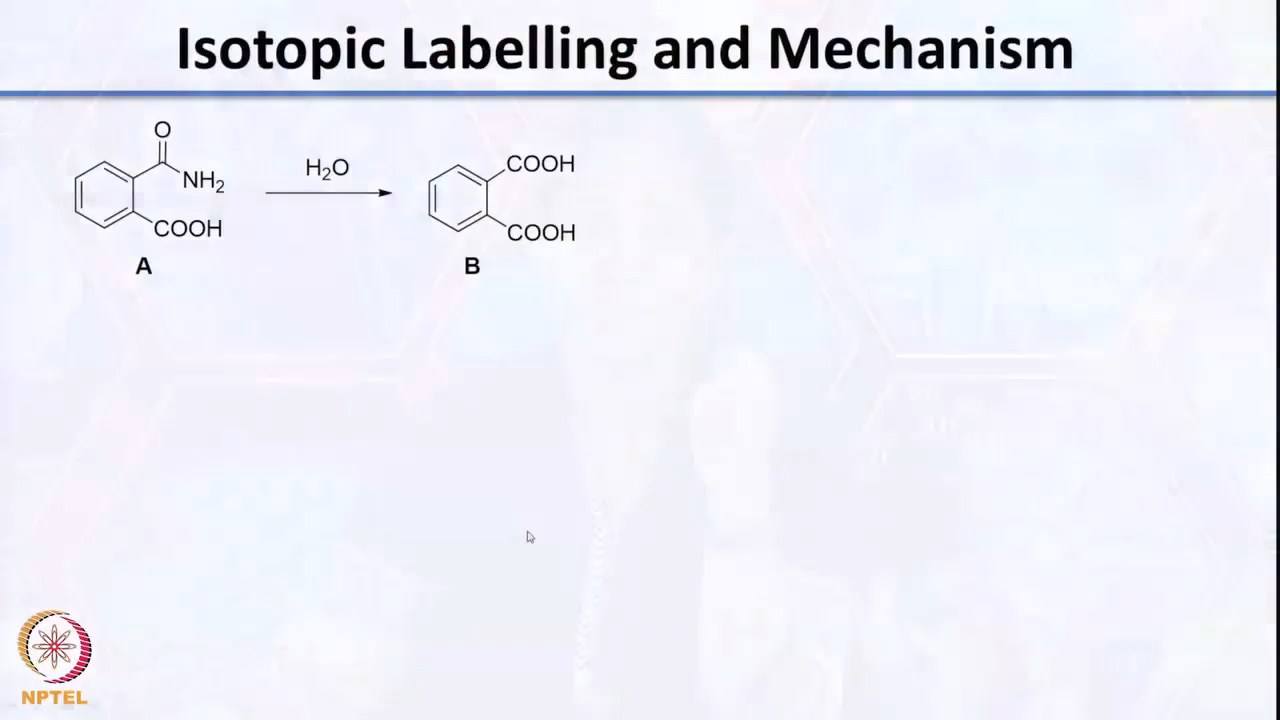 Isotopic Labelling and Mechanism
O
NH2
COOH
A
H2O
COOH
COOH
B
NPTEL